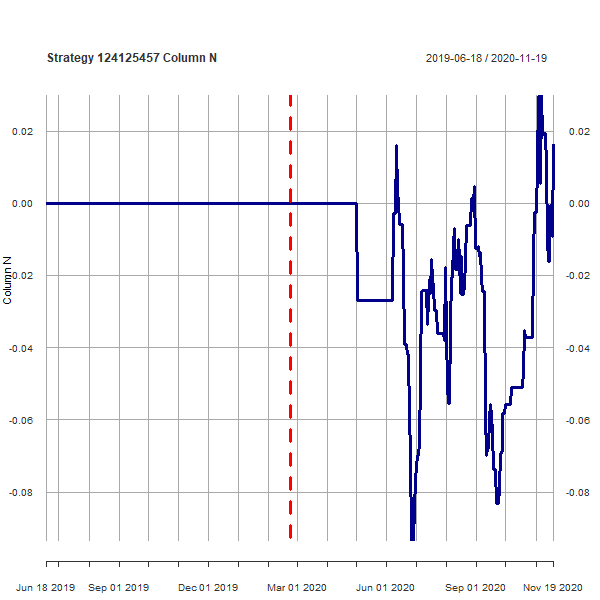 Strategy 124125457 Column N
2019-06-18 / 2020-11-19
0.02 0.02
0.00 0.00
-0.02 -0.02
-0.04 -0.04
-0.06 -0.06
-0.08 -0.08
Column N
Jun 18 2019 Sep 01 2019 Dec 01 2019 Mar 01 2020 Jun 01 2020 Sep 01 2020 Nov 19 2020